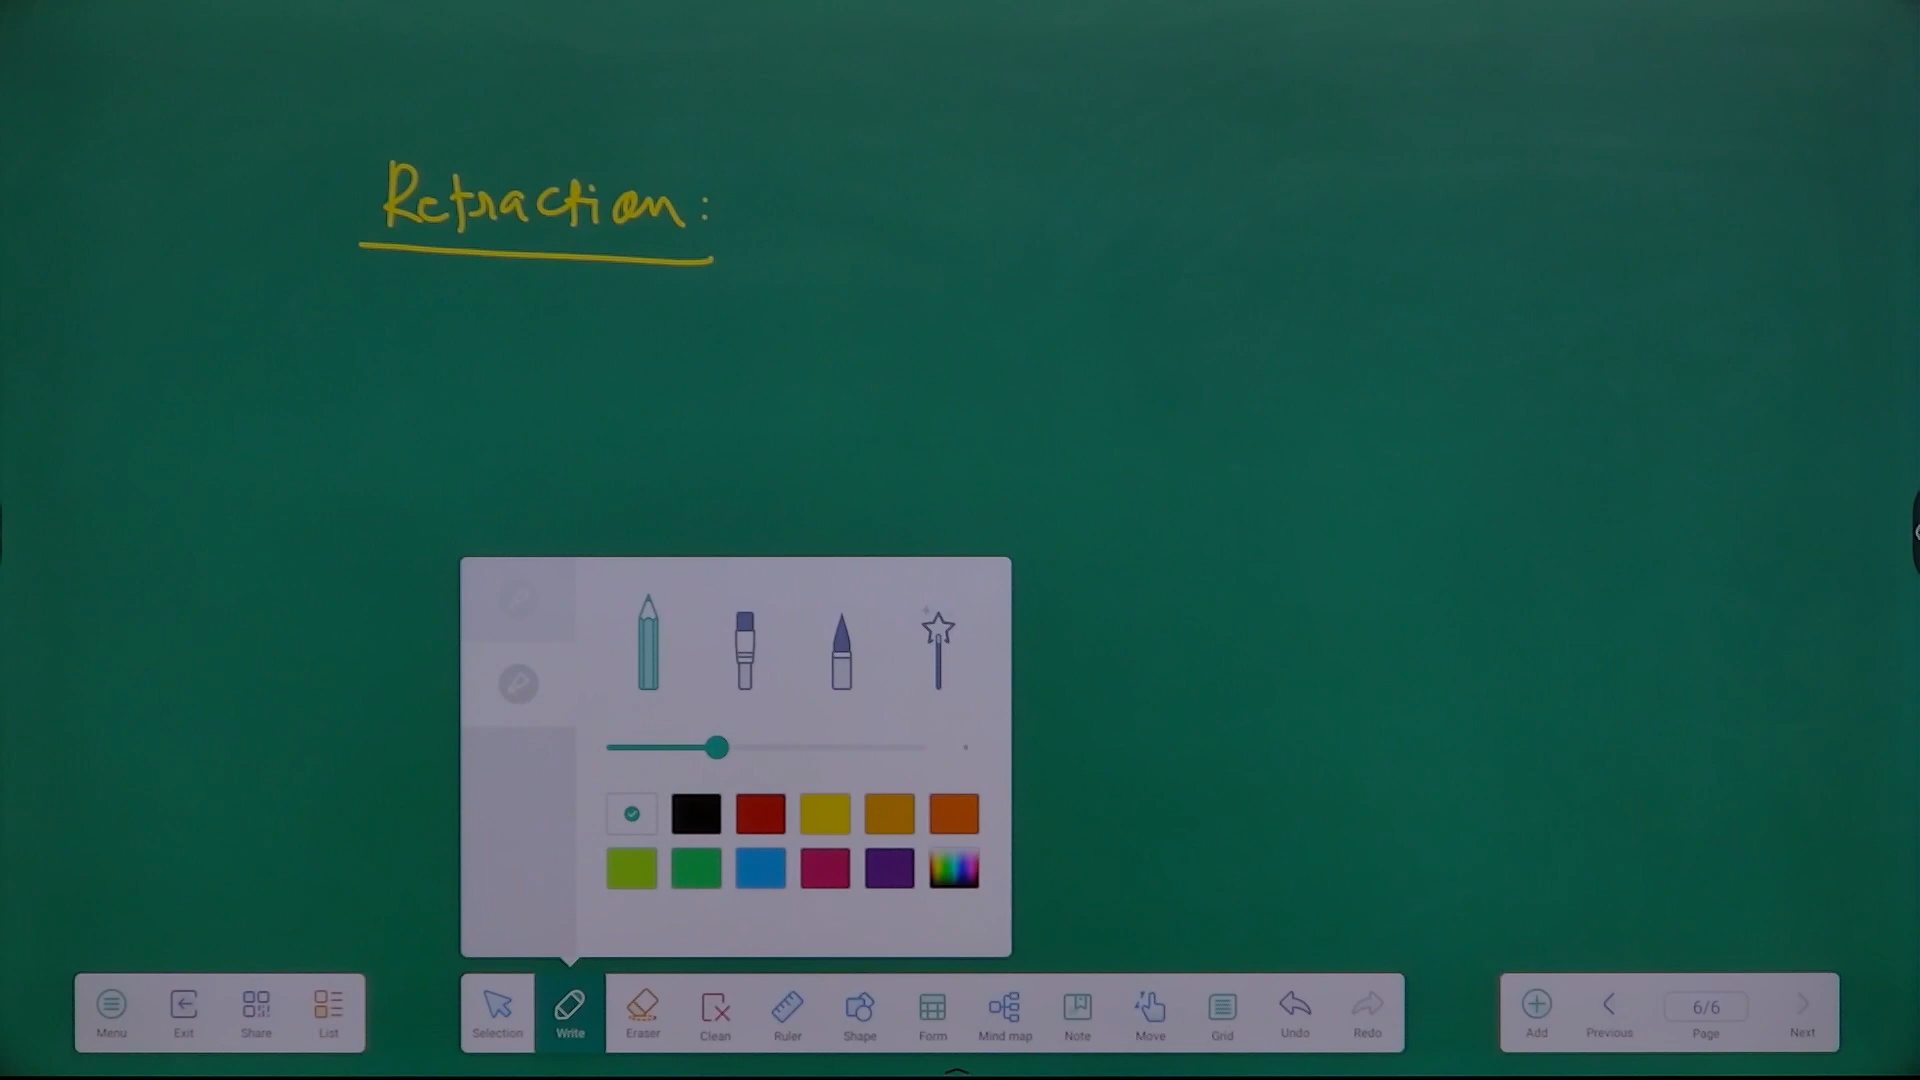 Refraction:
Menu Exit Share List
Selection Write Eraser Clean Ruler Shape Form Mind map Note Move Grid Undo Redo
Add Previous 6/6 Page Next